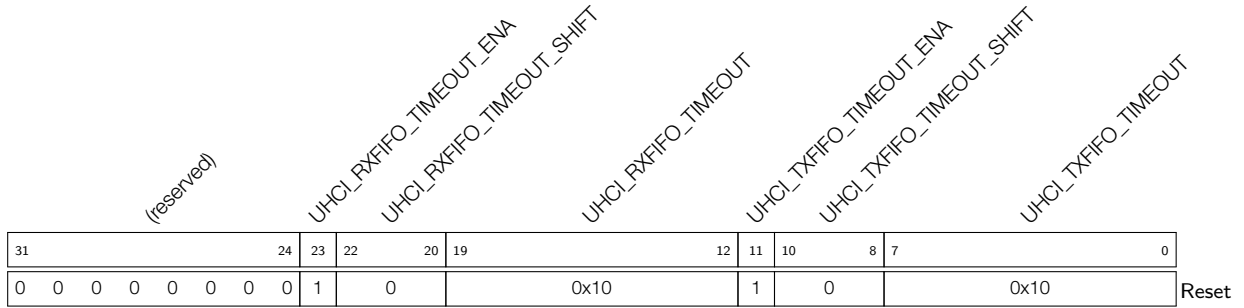 (reserved) UHCI_RXFIFO_TIMEOUT_ENA UHCI_RXFIFO_TIMEOUT_SHIFT UHCI_RXFIFO_TIMEOUT UHCI_TXFIFO_TIMEOUT_ENA UHCI_TXFIFO_TIMEOUT_SHIFT UHCI_TXFIFO_TIMEOUT
31 24 23 22 20 19 12 11 10 8 7 0
0 0 0 0 0 0 0 0 1 0 0x10 1 0 0x10 Reset